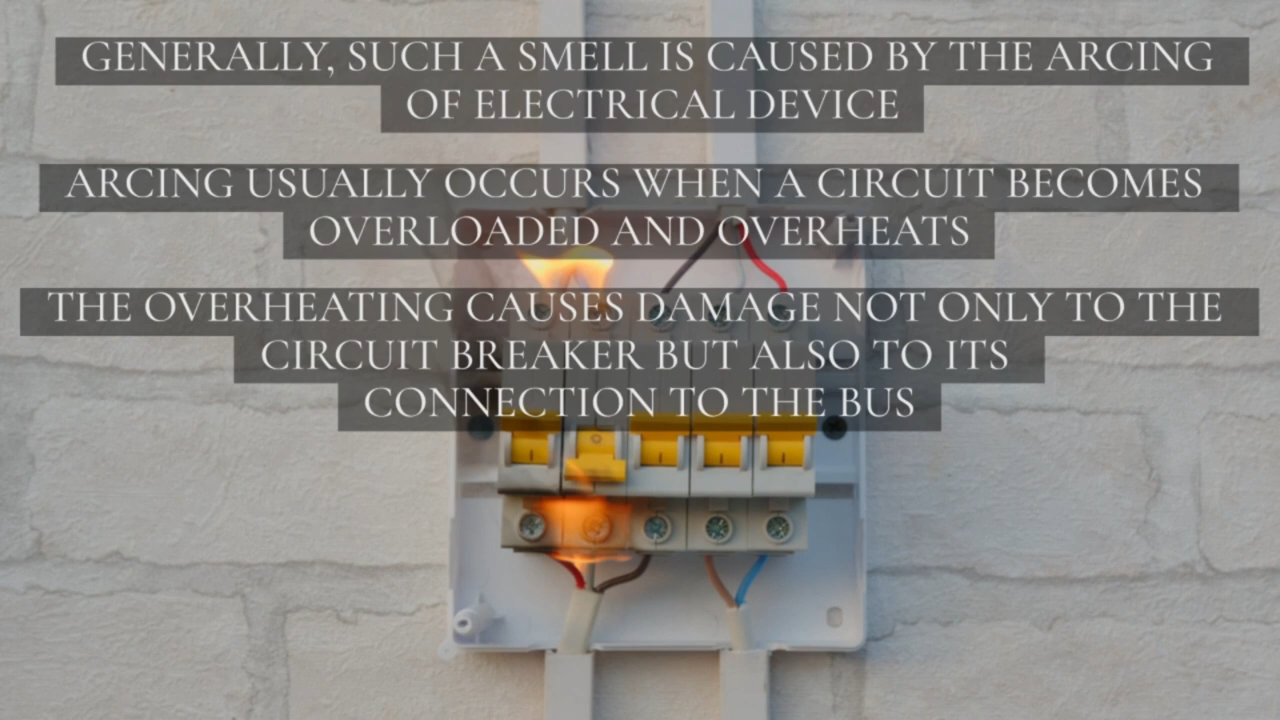 GENERALLY, SUCH A SMELL IS CAUSED BY THE ARCING
OF ELECTRICAL DEVICE
ARCING USUALLY OCCURS WHEN A CIRCUIT BECOMES
OVERLOADED AND OVERHEATS
THE OVERHEATING CAUSES DAMAGE NOT ONLY TO THE
CIRCUIT BREAKER BUT ALSO TO ITS
CONNECTION TO THE BUS